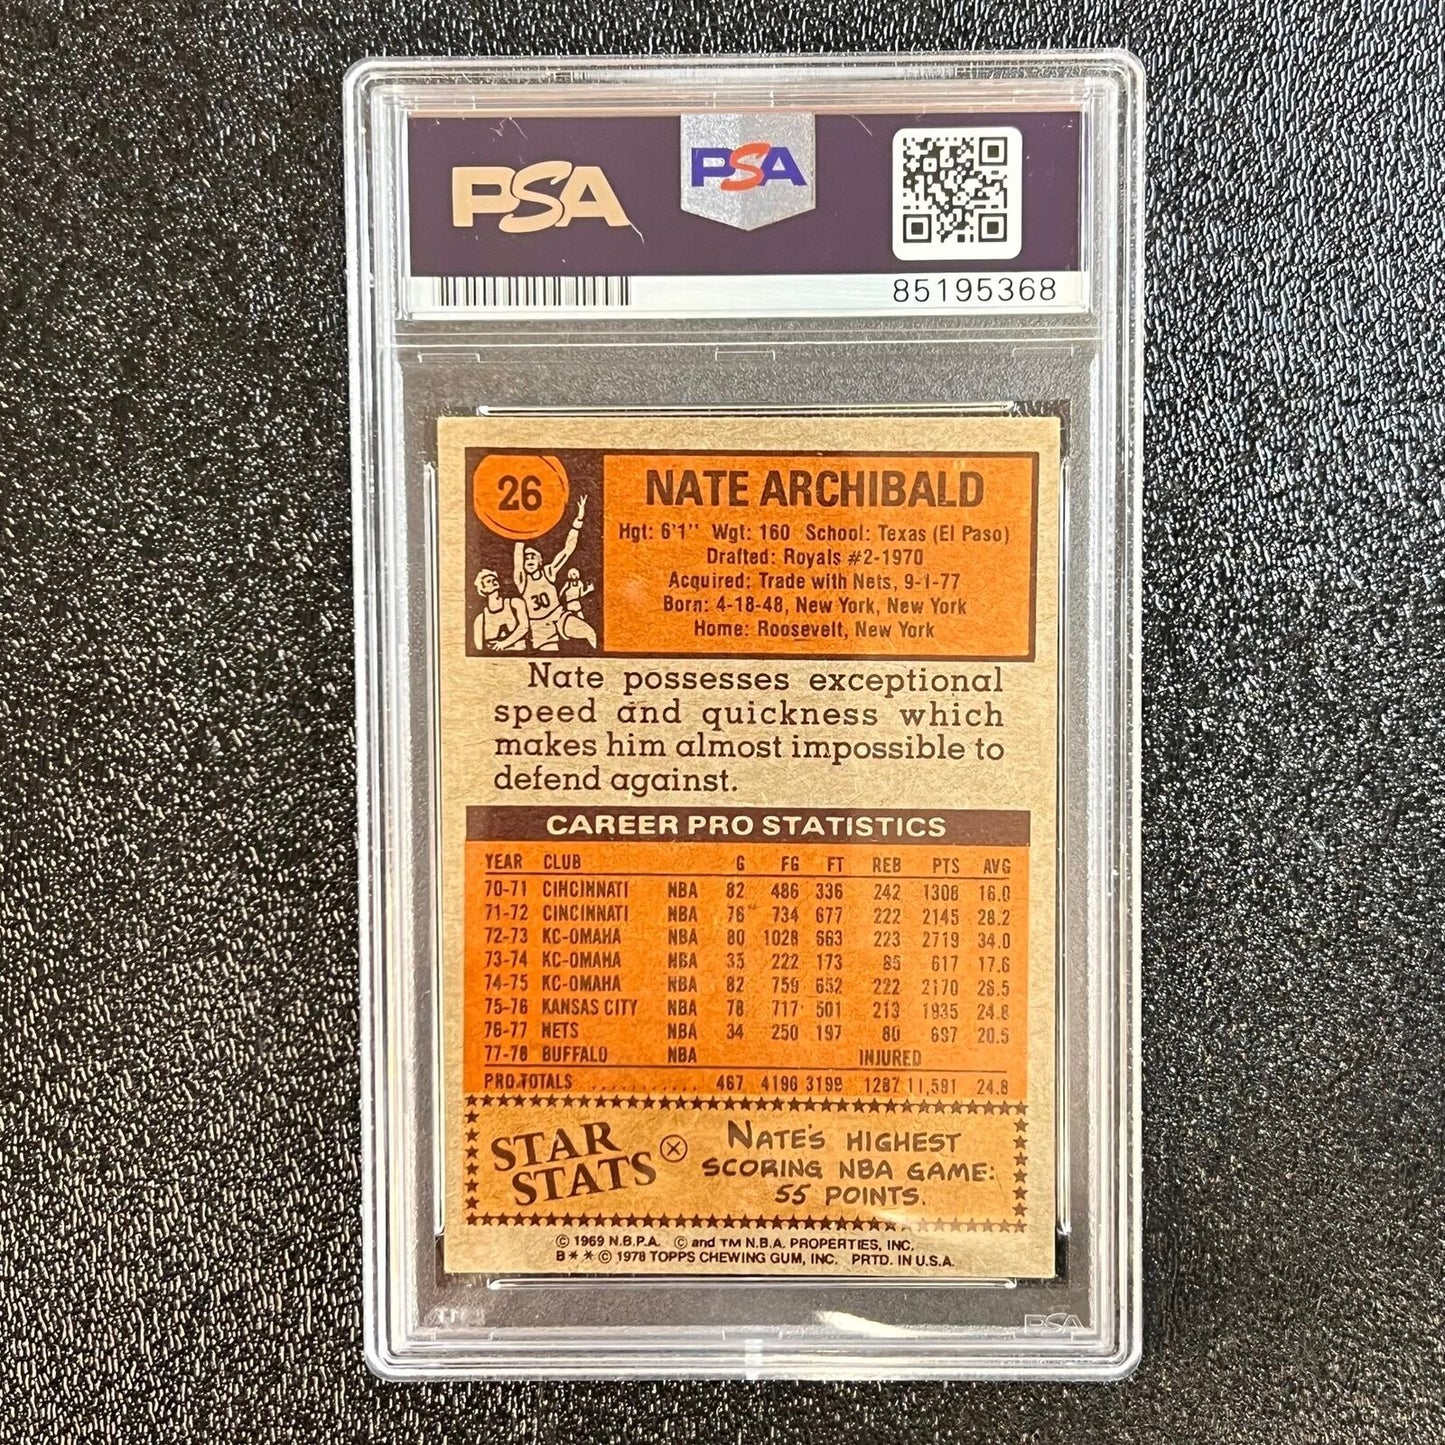 PSA
PSA
85195368
26
NATE ARCHIBALD
Hgt: 6'1" Wgt: 160 School: Texas (El Paso)
Drafted: Royals #2-1970
Acquired: Trade with Nets, 9-1-77
Born: 4-18-48, New York, New York
Home: Roosevelt, New York
30
Nate possesses exceptional
speed and quickness which
makes him almost impossible to
defend against.
CAREER PRO STATISTICS
YEAR CLUB G FG FT REB PTS AVG
70-71 CINCINNATI NBA 82 486 336 242 1308 16.0
71-72 CINCINNATI NBA 76 734 677 222 2145 28.2
72-73 KC-OMAHA NBA 80 1028 663 223 2719 34.0
73-74 KC-OMAHA NBA 35 222 173 85 617 17.6
74-75 KC-OMAHA NBA 82 759 652 222 2170 26.5
75-76 KANSAS CITY NBA 78 717 501 213 1935 24.8
76-77 NETS NBA 34 250 197 80 697 20.5
77-78 BUFFALO NBA INJURED
PRO TOTALS .......... 467 4196 3199 1287 11,591 24.8
STAR
STATS
NATE'S HIGHEST
SCORING NBA GAME:
55 POINTS.
© 1969 N.B.P.A. © and TM N.B.A. PROPERTIES, INC.
B * * © 1978 TOPPS CHEWING GUM, INC. PRTD. IN U.S.A.
PSA